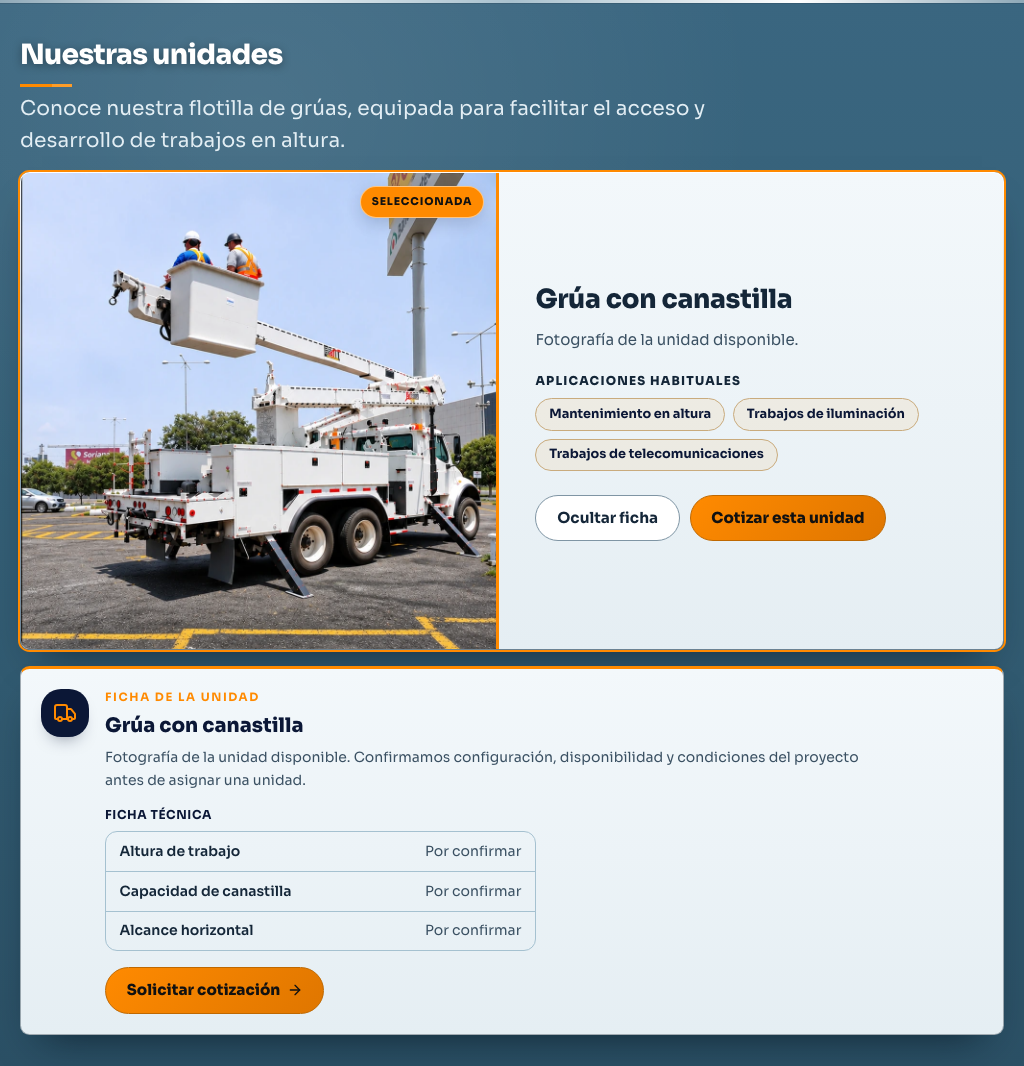 Nuestras unidades
Conoce nuestra flotilla de grúas, equipada para facilitar el acceso y
desarrollo de trabajos en altura.
SELECCIONADA
Soriana
Grúa con canastilla
Fotografía de la unidad disponible.
APLICACIONES HABITUALES
Mantenimiento en altura
Trabajos de iluminación
Trabajos de telecomunicaciones
Ocultar ficha
Cotizar esta unidad
FICHA DE LA UNIDAD
Grúa con canastilla
Fotografía de la unidad disponible. Confirmamos configuración, disponibilidad y condiciones del proyecto
antes de asignar una unidad.
FICHA TÉCNICA
Altura de trabajo Por confirmar
Capacidad de canastilla Por confirmar
Alcance horizontal Por confirmar
Solicitar cotización →